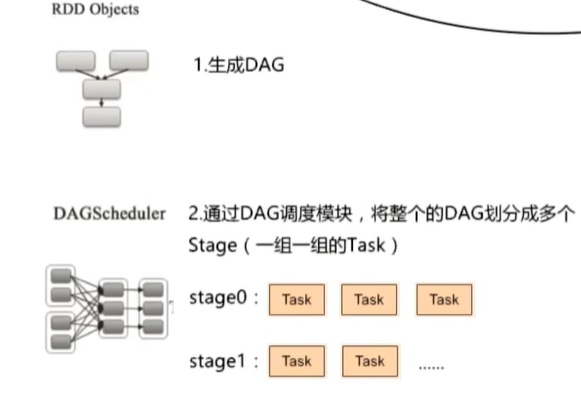 RDD Objects
1.生成DAG
DAGScheduler
2.通过DAG调度模块，将整个的DAG划分成多个
Stage（一组一组的Task）
stage0： Task Task Task
stage1： Task Task ......